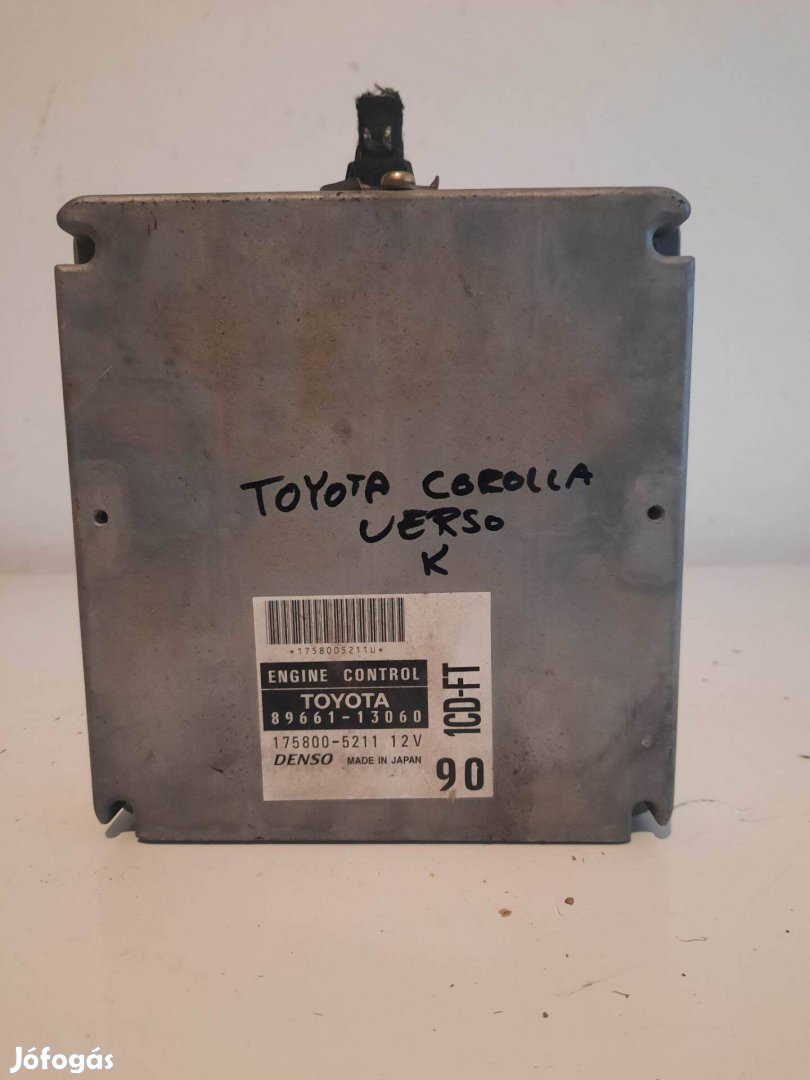 TOYOTA COROLLA
VERSO
K
*1758005211U*
ENGINE CONTROL
TOYOTA
89661-13060
175800-5211 12V
DENSO MADE IN JAPAN
1CD-FT
90
Jófogás